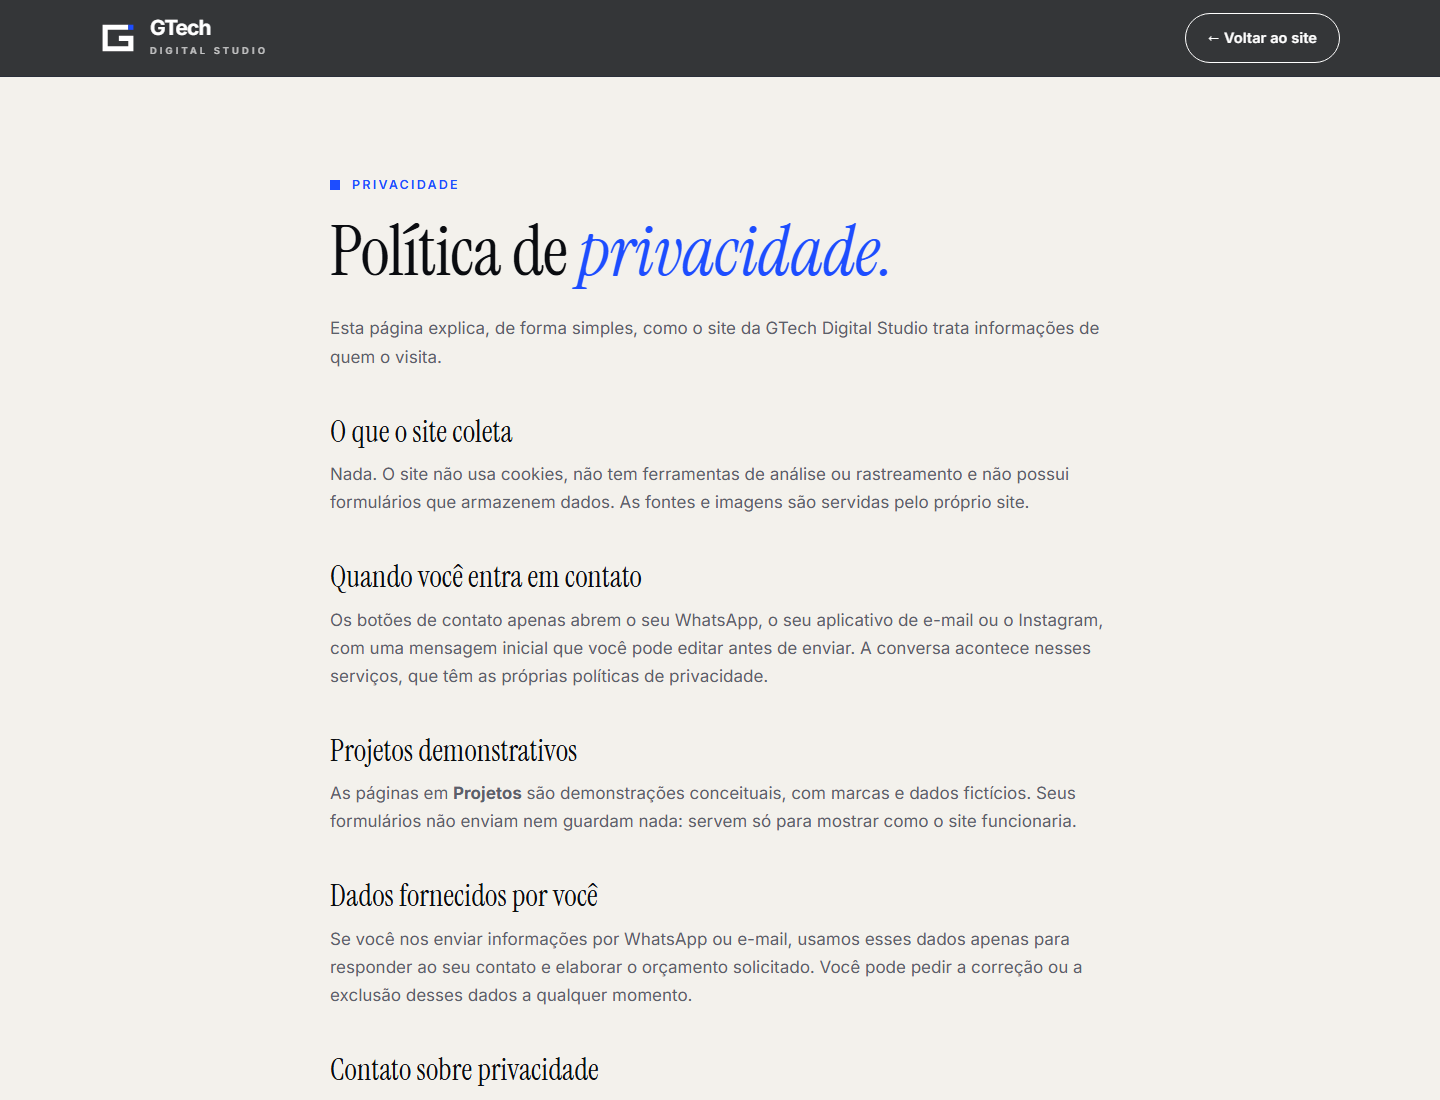 GTech
DIGITAL STUDIO
← Voltar ao site
PRIVACIDADE
Política de privacidade.
Esta página explica, de forma simples, como o site da GTech Digital Studio trata informações de
quem o visita.
O que o site coleta
Nada. O site não usa cookies, não tem ferramentas de análise ou rastreamento e não possui
formulários que armazenem dados. As fontes e imagens são servidas pelo próprio site.
Quando você entra em contato
Os botões de contato apenas abrem o seu WhatsApp, o seu aplicativo de e-mail ou o Instagram,
com uma mensagem inicial que você pode editar antes de enviar. A conversa acontece nesses
serviços, que têm as próprias políticas de privacidade.
Projetos demonstrativos
As páginas em Projetos são demonstrações conceituais, com marcas e dados fictícios. Seus
formulários não enviam nem guardam nada: servem só para mostrar como o site funcionaria.
Dados fornecidos por você
Se você nos enviar informações por WhatsApp ou e-mail, usamos esses dados apenas para
responder ao seu contato e elaborar o orçamento solicitado. Você pode pedir a correção ou a
exclusão desses dados a qualquer momento.
Contato sobre privacidade